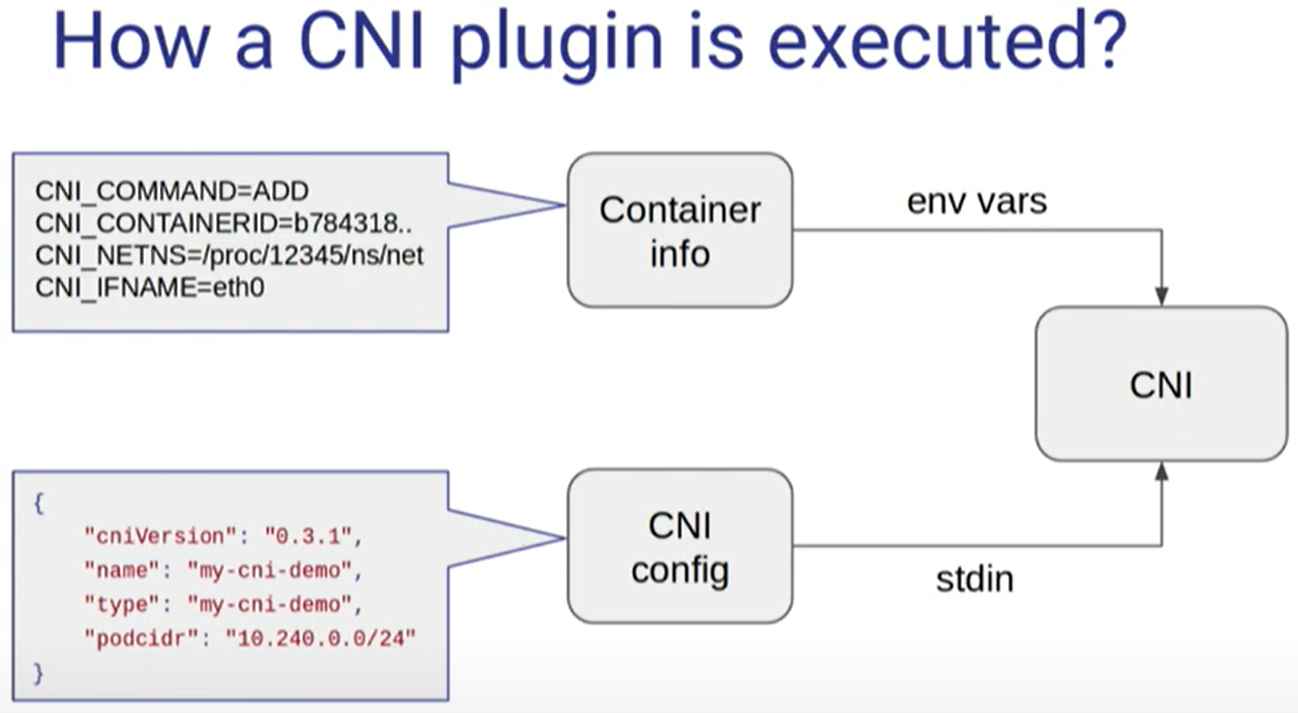 How a CNI plugin is executed?
CNI_COMMAND=ADD
CNI_CONTAINERID=b784318..
CNI_NETNS=/proc/12345/ns/net
CNI_IFNAME=eth0
Container
info
env vars
CNI
{
"cniVersion": "0.3.1",
"name": "my-cni-demo",
"type": "my-cni-demo",
"podcidr": "10.240.0.0/24"
}
CNI
config
stdin